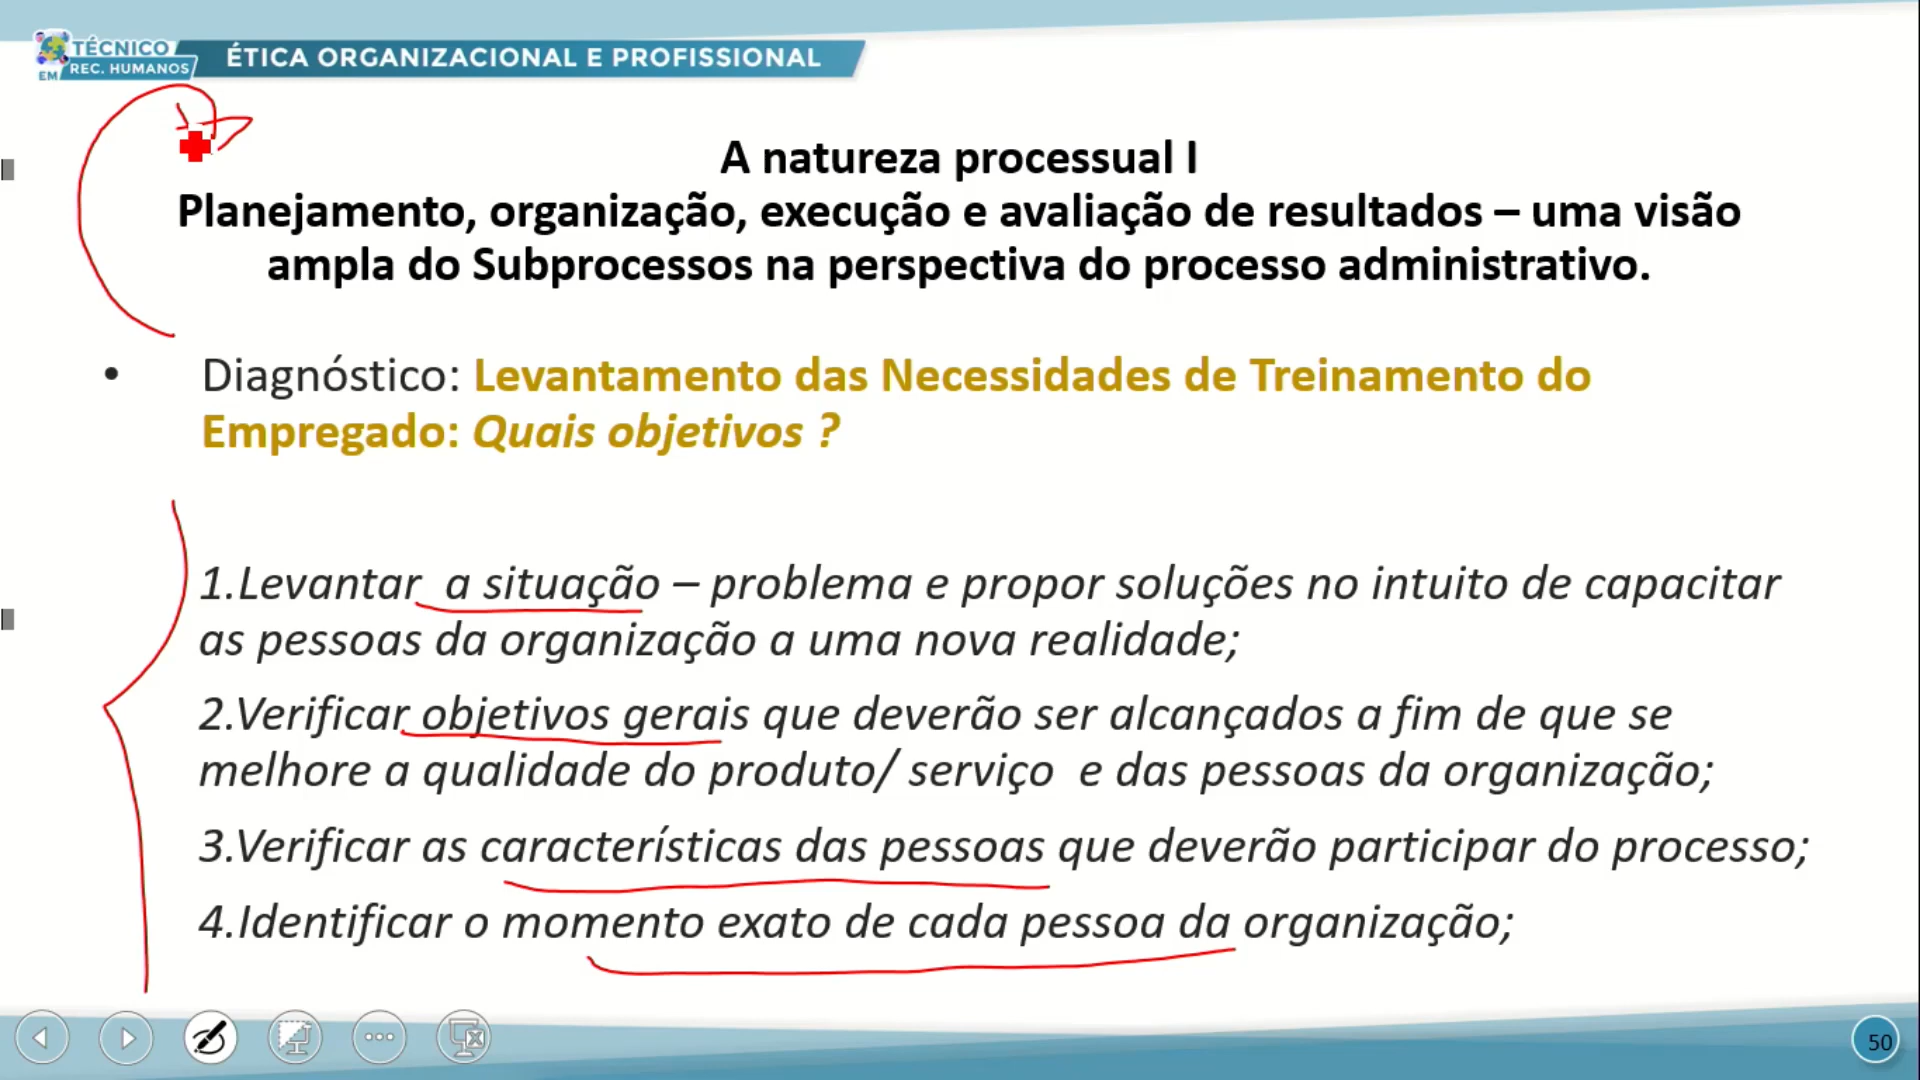 TÉCNICO
EM REC. HUMANOS
ÉTICA ORGANIZACIONAL E PROFISSIONAL
A natureza processual I
Planejamento, organização, execução e avaliação de resultados – uma visão
ampla do Subprocessos na perspectiva do processo administrativo.
• Diagnóstico: Levantamento das Necessidades de Treinamento do
Empregado: Quais objetivos ?
1.Levantar a situação – problema e propor soluções no intuito de capacitar
as pessoas da organização a uma nova realidade;
2.Verificar objetivos gerais que deverão ser alcançados a fim de que se
melhore a qualidade do produto/ serviço e das pessoas da organização;
3.Verificar as características das pessoas que deverão participar do processo;
4.Identificar o momento exato de cada pessoa da organização;
50